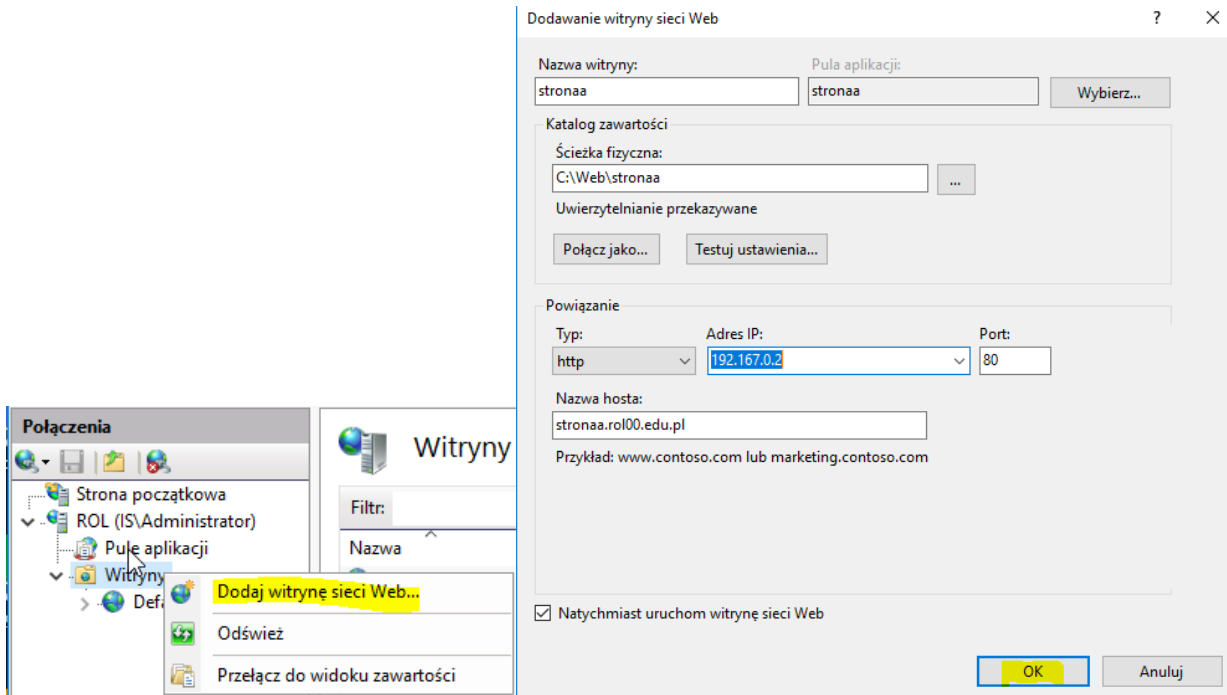 Połączenia
Strona początkowa
ROL (IS\Administrator)
Pule aplikacji
Witryny
Defa
Witryny
Filtr:
Nazwa
Dodaj witrynę sieci Web...
Odśwież
Przełącz do widoku zawartości
Dodawanie witryny sieci Web
?
Nazwa witryny: Pula aplikacji:
stronaa stronaa Wybierz...
Katalog zawartości
Ścieżka fizyczna:
C:\Web\stronaa ...
Uwierzytelnianie przekazywane
Połącz jako... Testuj ustawienia...
Powiązanie
Typ: Adres IP: Port:
http 192.167.0.2 80
Nazwa hosta:
stronaa.rol00.edu.pl
Przykład: www.contoso.com lub marketing.contoso.com
Natychmiast uruchom witrynę sieci Web
OK Anuluj